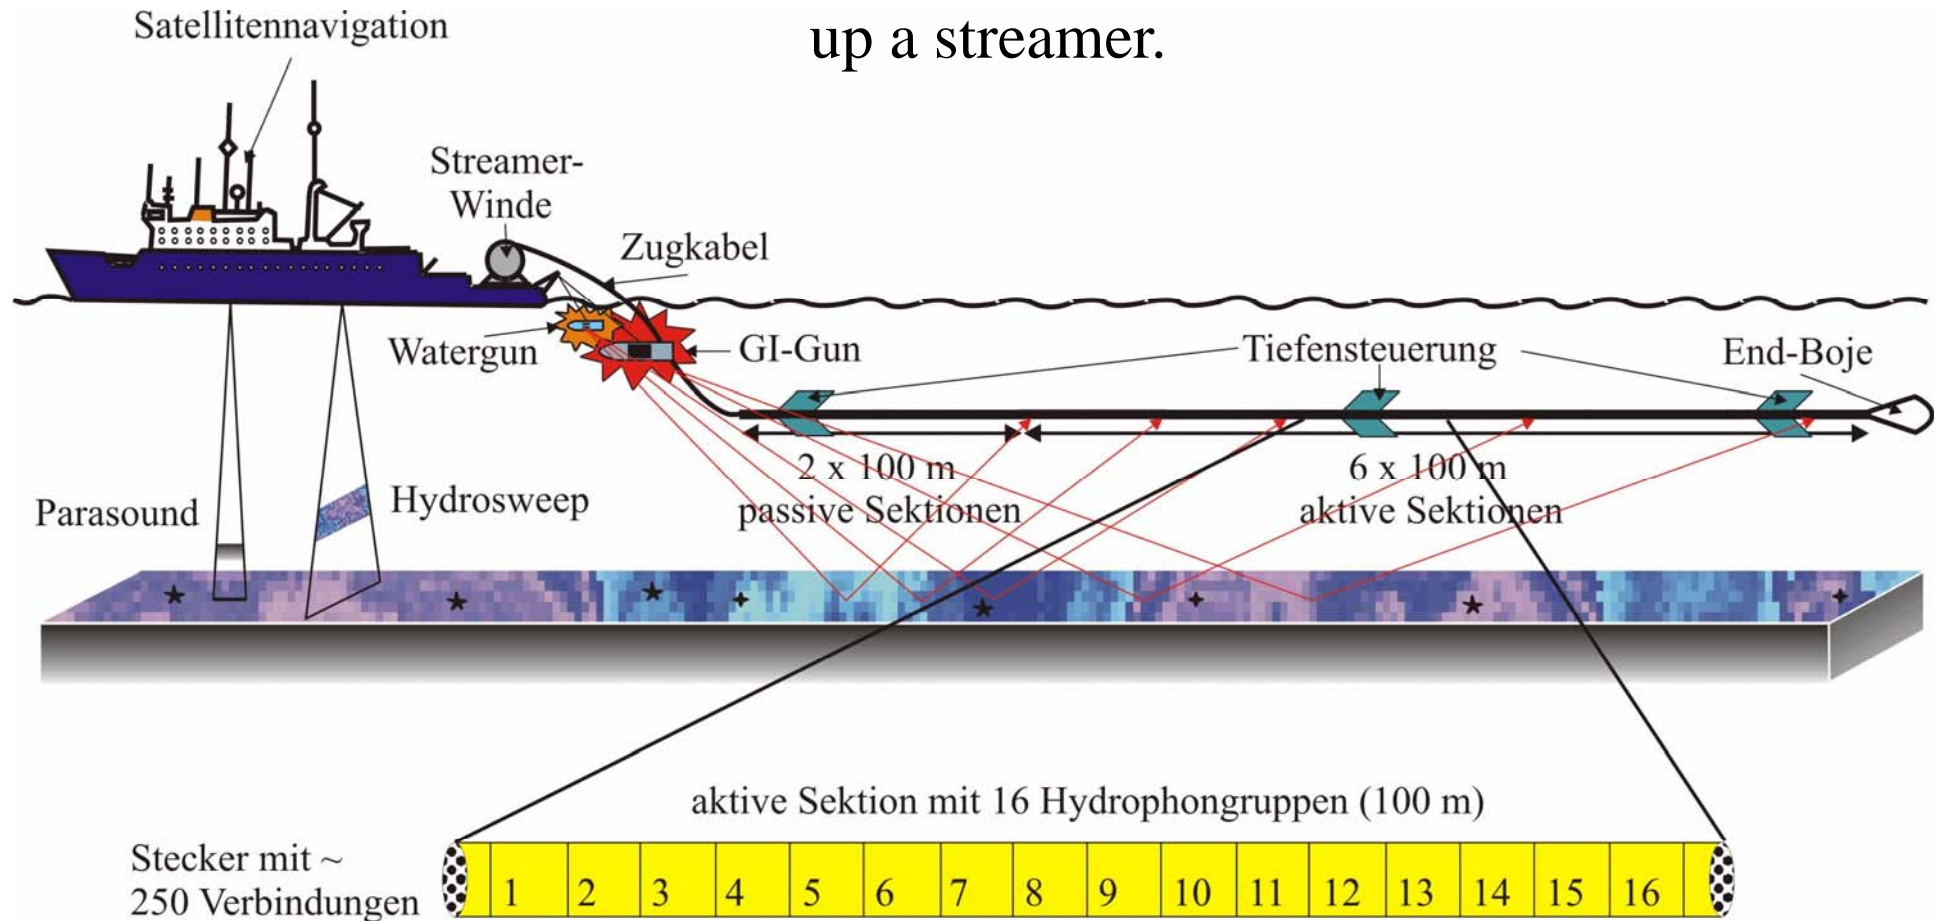 up a streamer.
Satellitennavigation
Streamer-
Winde
Zugkabel
Watergun
GI-Gun
Tiefensteuerung
End-Boje
2 x 100 m
passive Sektionen
6 x 100 m
aktive Sektionen
Parasound
Hydrosweep
aktive Sektion mit 16 Hydrophongruppen (100 m)
Stecker mit ~
250 Verbindungen
1 2 3 4 5 6 7 8 9 10 11 12 13 14 15 16